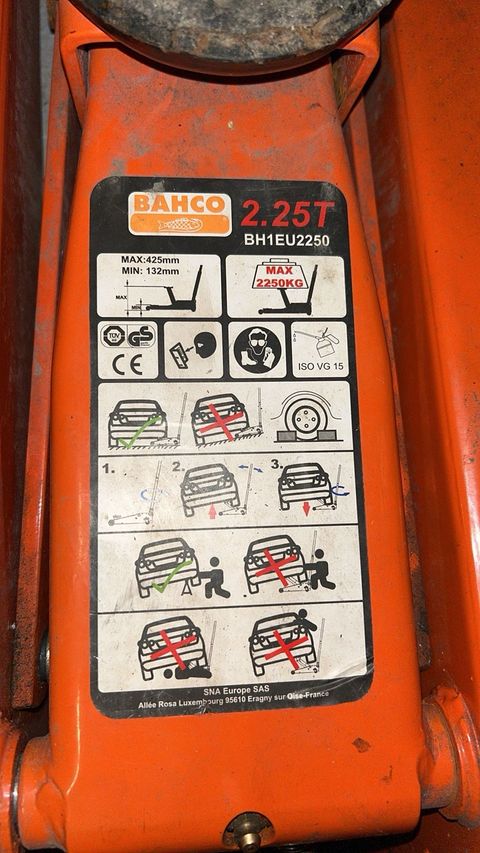 BAHCO
2.25T
BH1EU2250
MAX:425mm
MIN: 132mm
MAX
MIN
MAX
2250KG
TÜV
GS
CE
ISO VG 15
1.
2.
3.
SNA Europe SAS
Allée Rosa Luxembourg 95610 Eragny sur Oise-France